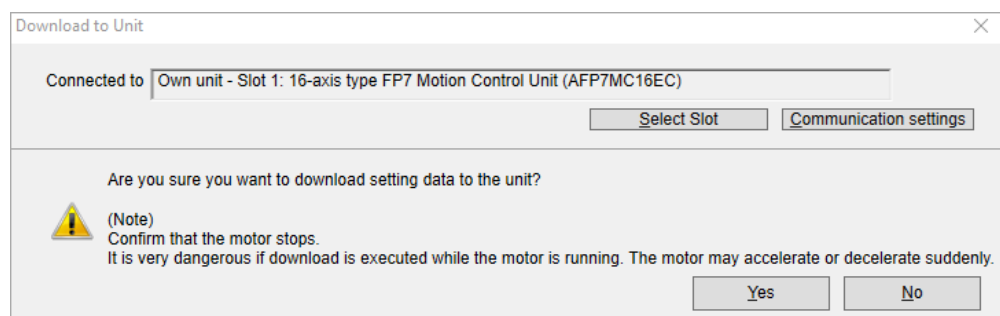 Download to Unit
Connected to Own unit - Slot 1: 16-axis type FP7 Motion Control Unit (AFP7MC16EC)
Select Slot Communication settings
Are you sure you want to download setting data to the unit?
(Note)
Confirm that the motor stops.
It is very dangerous if download is executed while the motor is running. The motor may accelerate or decelerate suddenly.
Yes No